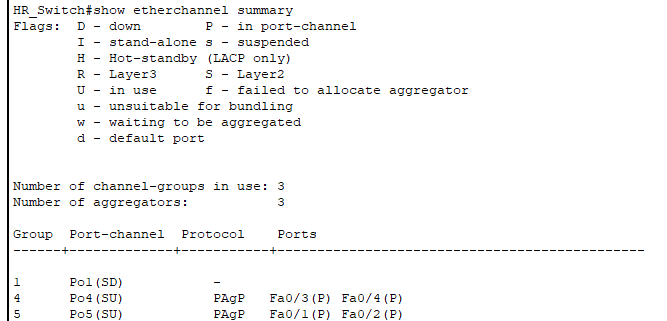 HR_Switch#show etherchannel summary
Flags:  D - down        P - in port-channel
        I - stand-alone s - suspended
        H - Hot-standby (LACP only)
        R - Layer3      S - Layer2
        U - in use      f - failed to allocate aggregator
        u - unsuitable for bundling
        w - waiting to be aggregated
        d - default port
Number of channel-groups in use: 3
Number of aggregators:           3
Group  Port-channel  Protocol    Ports
------+-------------+-----------+----------------------------------------------
1      Po1(SD)           -
4      Po4(SU)           PAgP   Fa0/3(P) Fa0/4(P)
5      Po5(SU)           PAgP   Fa0/1(P) Fa0/2(P)